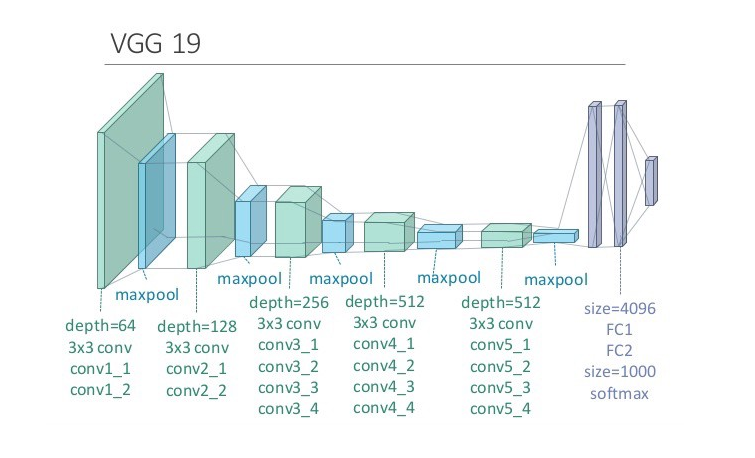 VGG 19
maxpool
maxpool
maxpool
maxpool
maxpool
depth=64
3x3 conv
conv1_1
conv1_2
depth=128
3x3 conv
conv2_1
conv2_2
depth=256
3x3 conv
conv3_1
conv3_2
conv3_3
conv3_4
depth=512
3x3 conv
conv4_1
conv4_2
conv4_3
conv4_4
depth=512
3x3 conv
conv5_1
conv5_2
conv5_3
conv5_4
size=4096
FC1
FC2
size=1000
softmax